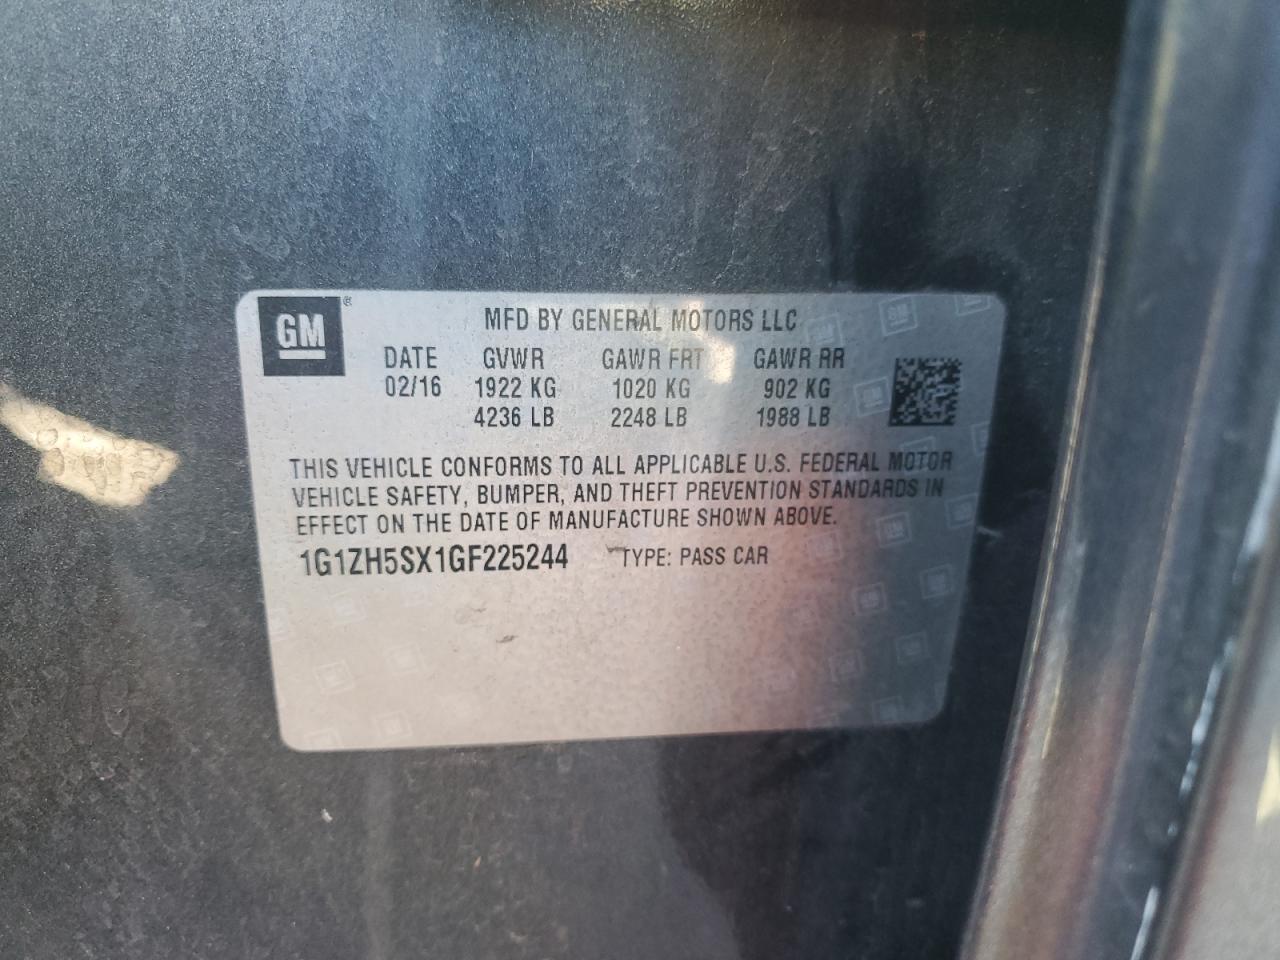 GM®
MFD BY GENERAL MOTORS LLC
DATE GVWR GAWR FRT GAWR RR
02/16 1922 KG 1020 KG 902 KG
4236 LB 2248 LB 1988 LB
THIS VEHICLE CONFORMS TO ALL APPLICABLE U.S. FEDERAL MOTOR
VEHICLE SAFETY, BUMPER, AND THEFT PREVENTION STANDARDS IN
EFFECT ON THE DATE OF MANUFACTURE SHOWN ABOVE.
1G1ZH5SX1GF225244 TYPE: PASS CAR